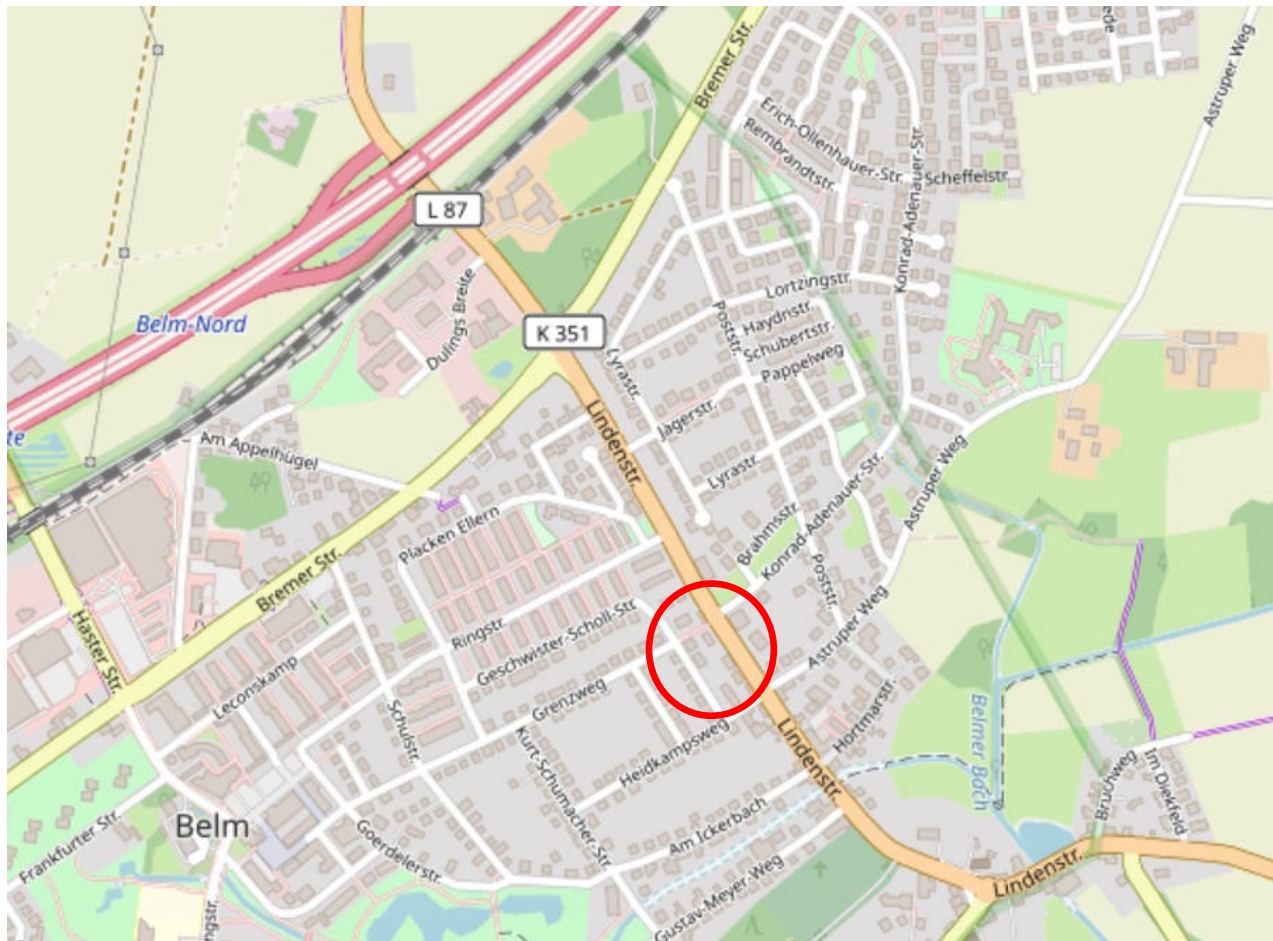 ede
Astruper Weg
Bremer Str.
Erich-Ollenhauer-Str.
Rembrandtstr.
Scheffelstr.
Konrad-Adenauer-Str.
L 87
Belm-Nord
Dulings Breite
K 351
Lortzingstr.
Poststr.
Haydnstr.
Schubertstr.
Pappelweg
Lyrastr.
Jägerstr.
Lindenstr.
te
Am Appelhügel
Lyrastr.
Astruper Weg
Placken Ellern
Brahmsstr.
Konrad-Adenauer-Str.
Poststr.
Bremer Str.
Ringstr.
Geschwister-Scholl-Str.
Astruper Weg
Haster Str.
Leconskamp
Grenzweg
Schulstr.
Kurt-Schumacher-Str.
Heidkampsweg
Lindenstr.
Hortmarstr.
Belmer Bach
Bruchweg
Im Diekfeld
Belm
Frankfurter Str.
Goerdelerstr.
Am Ickerbach
Gustav-Meyer-Weg
Lindenstr.
ngstr.